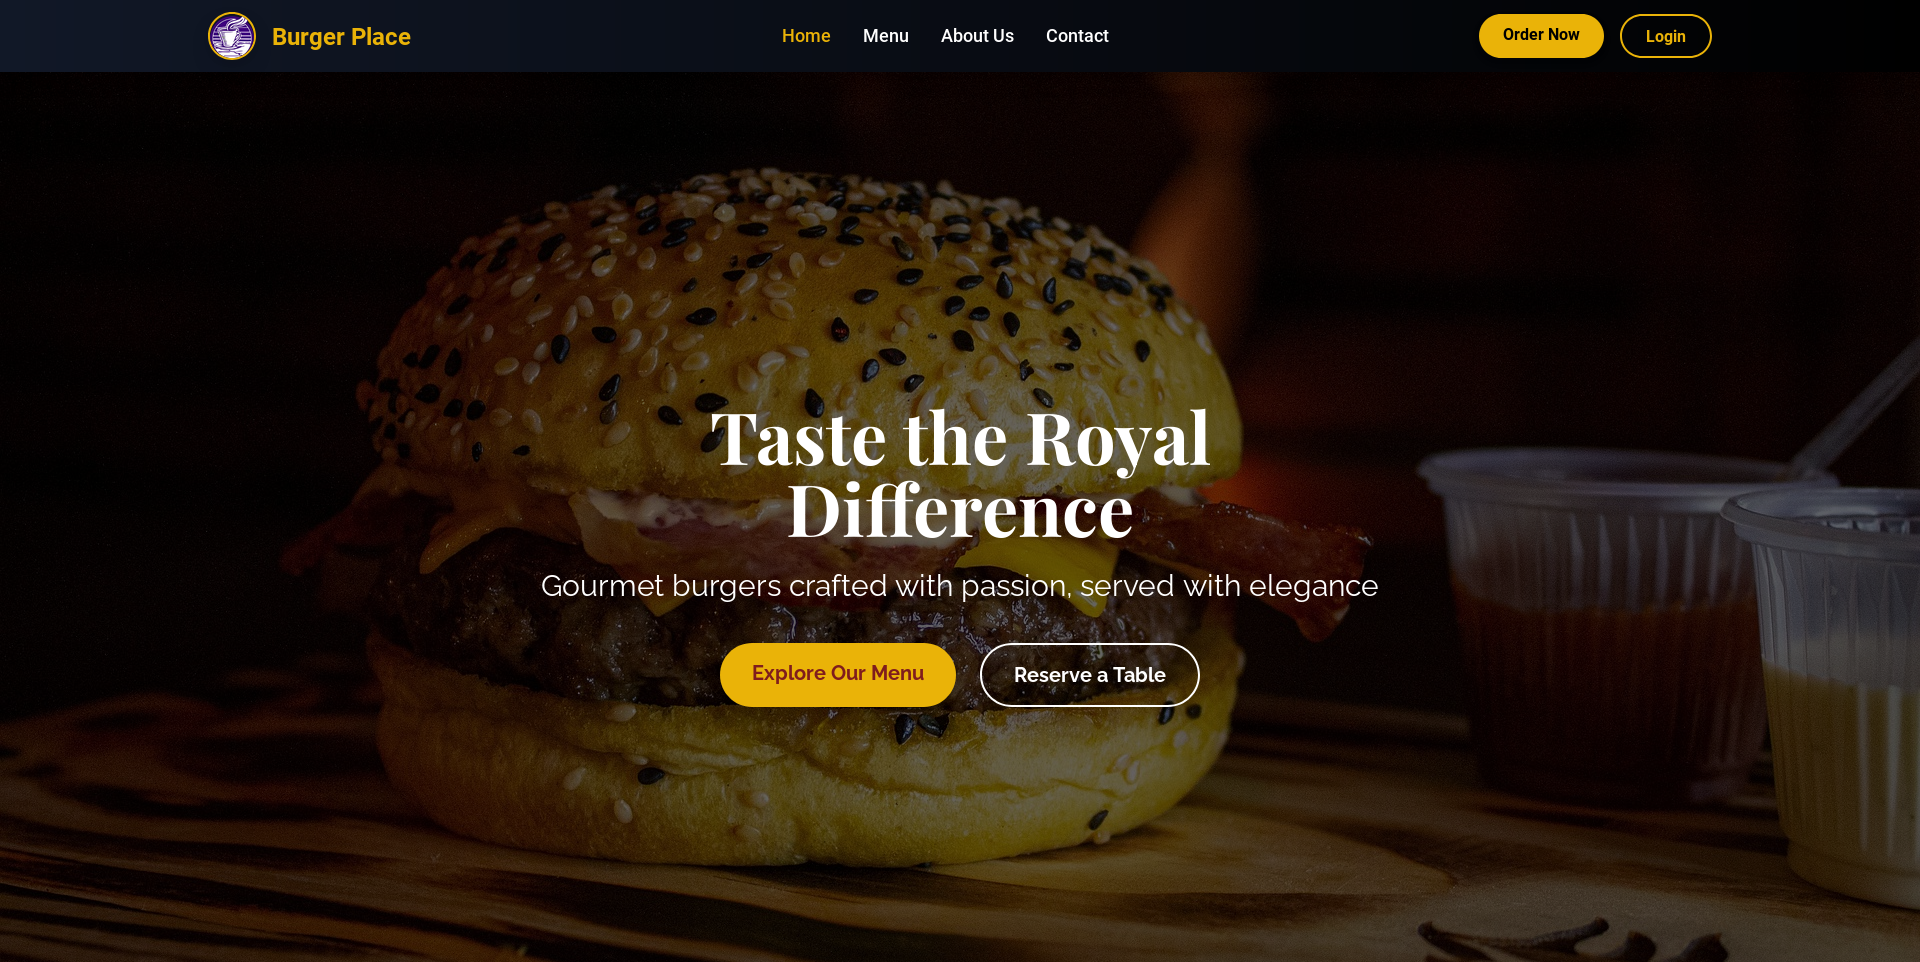 Burger Place
Home
Menu
About Us
Contact
Order Now
Login
Taste the Royal
Difference
Gourmet burgers crafted with passion, served with elegance
Explore Our Menu
Reserve a Table